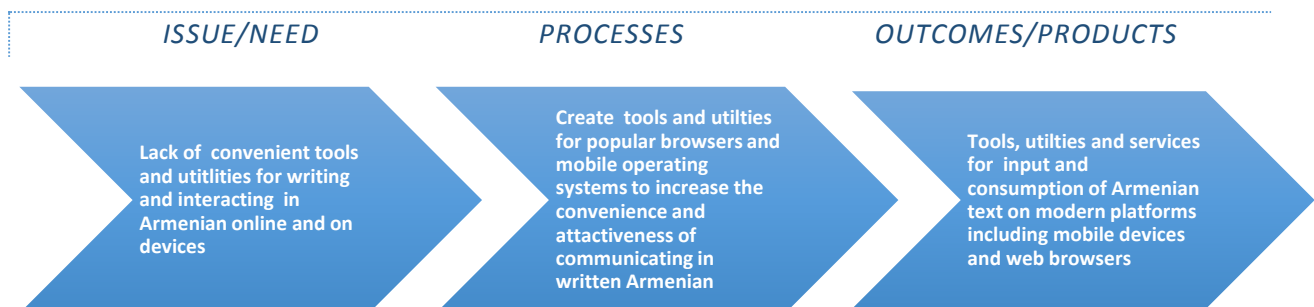 ISSUE/NEED
PROCESSES
OUTCOMES/PRODUCTS
Lack of convenient tools
and utitlities for writing
and interacting in
Armenian online and on
devices
Create tools and utilties
for popular browsers and
mobile operating
systems to increase the
convenience and
attactiveness of
communicating in
written Armenian
Tools, utilties and services
for input and
consumption of Armenian
text on modern platforms
including mobile devices
and web browsers